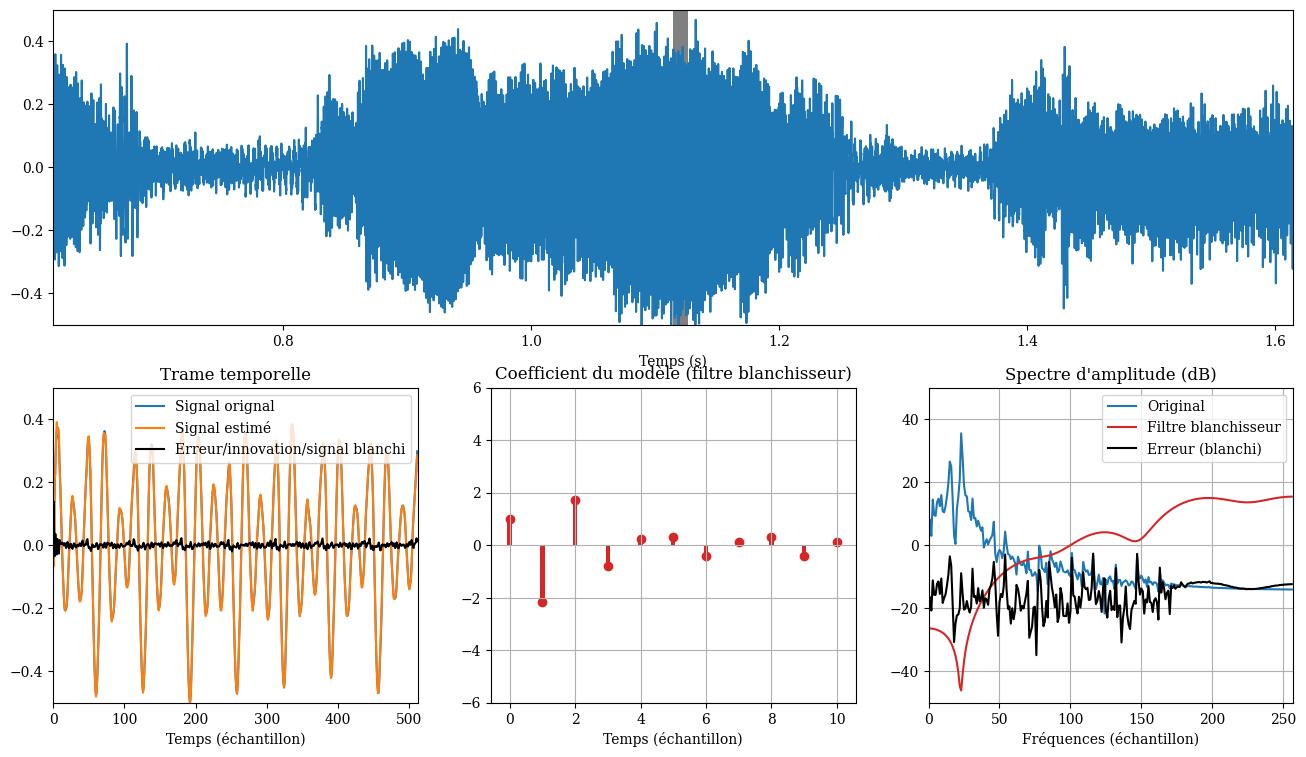 0.4
0.2
0.0
−0.2
−0.4
0.8 1.0 1.2 1.4 1.6
Temps (s)
Trame temporelle
0.4
0.2
0.0
−0.2
−0.4
Signal orignal
Signal estimé
Erreur/innovation/signal blanchi
0 100 200 300 400 500
Temps (échantillon)
Coefficient du modèle (filtre blanchisseur)
6
4
2
0
−2
−4
−6
0 2 4 6 8 10
Temps (échantillon)
Spectre d'amplitude (dB)
40
20
0
−20
−40
Original
Filtre blanchisseur
Erreur (blanchi)
0 50 100 150 200 250
Fréquences (échantillon)